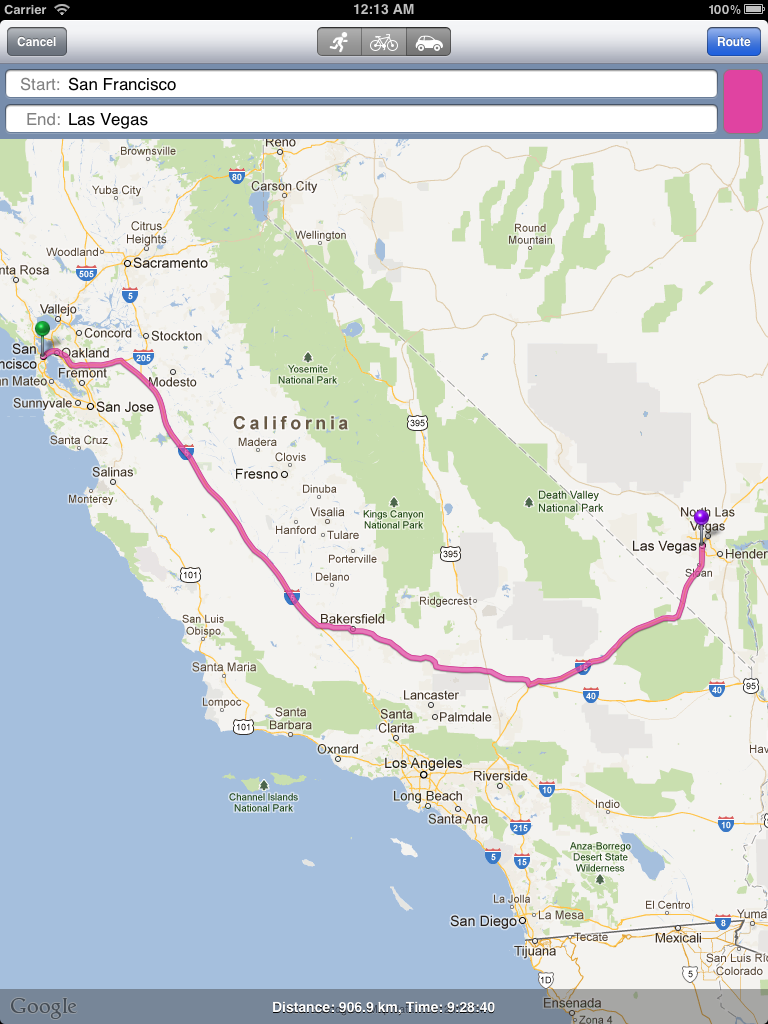 Carrier 12:13 AM 100%
Cancel Route
Start: San Francisco
End: Las Vegas
Reno
Brownsville
80
Carson City
Yuba City
Citrus
Heights
Wellington
Round
Mountain
Woodland
Sacramento
nta Rosa
505
5
Vallejo
Concord
Stockton
San
ncisco
Oakland
205
Yosemite
National Park
n Mateo
Fremont
Modesto
Sunnyvale
San Jose
California
395
Santa Cruz
Madera
Clovis
Fresno
Salinas
Dinuba
Monterey
Kings Canyon
National Park
Death Valley
National Park
North Las
Vegas
Visalia
Hanford
Tulare
Las Vegas
Hender
Porterville
395
Sloan
101
Delano
Ridgecrest
San Luis
Obispo
Bakersfield
Santa Maria
15
40
40
95
Lompoc
Lancaster
101
Santa
Barbara
Santa
Clarita
Palmdale
Oxnard
Hav
Los Angeles
Riverside
Channel Islands
National Park
Long Beach
10
Indio
Santa Ana
215
10
5
15
Anza-Borrego
Desert State
Wilderness
La Jolla
El Centro
San Diego
La Mesa
8
Yuma
Tecate
Mexicali
Tijuana
San Luis Río
Colorado
1D
5
Google
Distance: 906.9 km, Time: 9:28:40
Ensenada
Zona 4